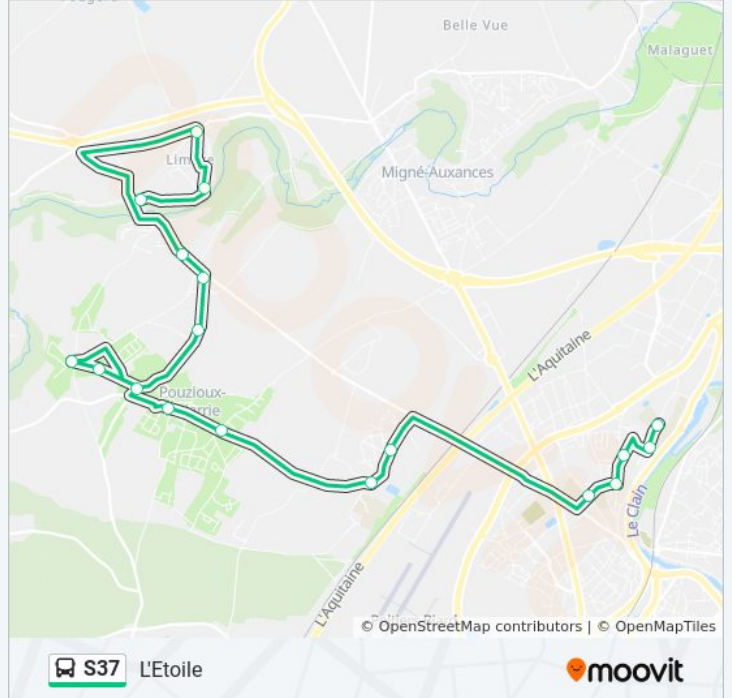 Belle Vue
Malaguet
Migné-Auxances
L'Aquitaine
Pouzioux-
Le Clain
L'Aquitaine
© OpenStreetMap contributors | © OpenMapTiles
S37 L'Etoile moovit